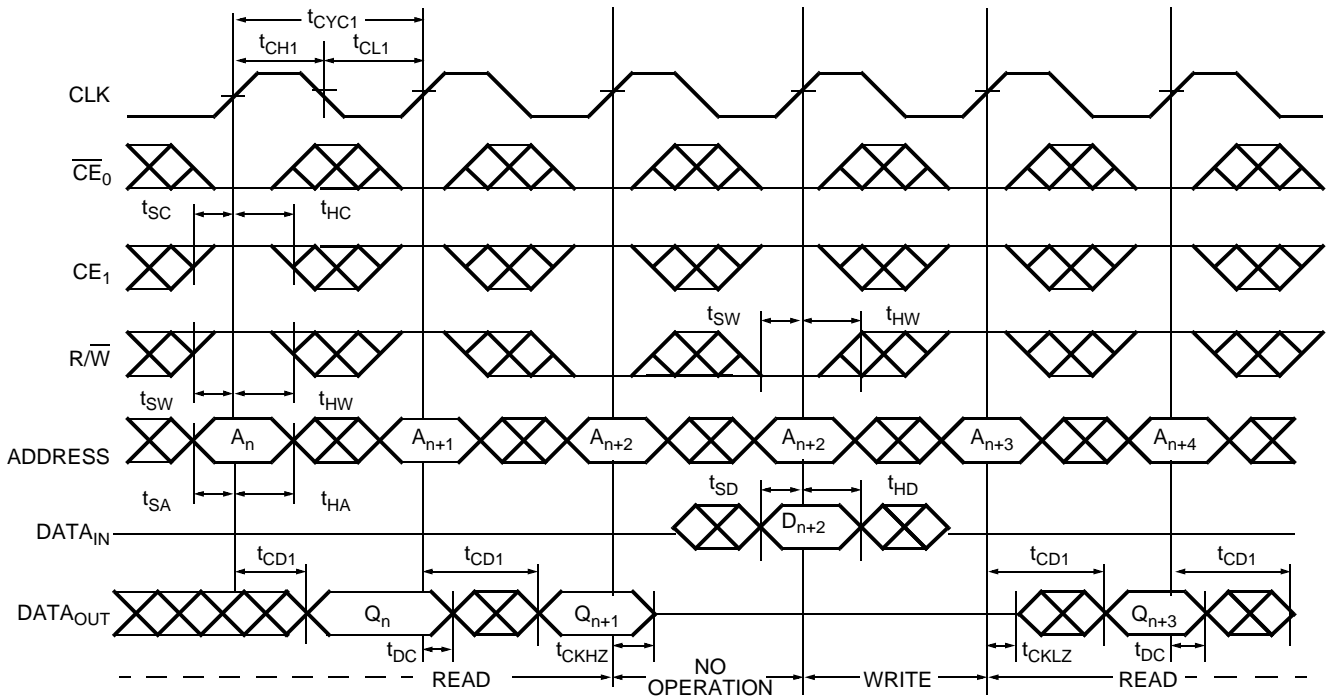 tCYC1
tCH1 tCL1
CLK
CE0
tSC tHC
CE1
tSW tHW
R/W
tSW tHW
ADDRESS An An+1 An+2 An+2 An+3 An+4
tSA tHA tSD tHD
DATAIN Dn+2
tCD1 tCD1 tCD1 tCD1
DATAOUT Qn Qn+1 Qn+3
tDC tCKHZ tCKLZ tDC
READ NO OPERATION WRITE READ